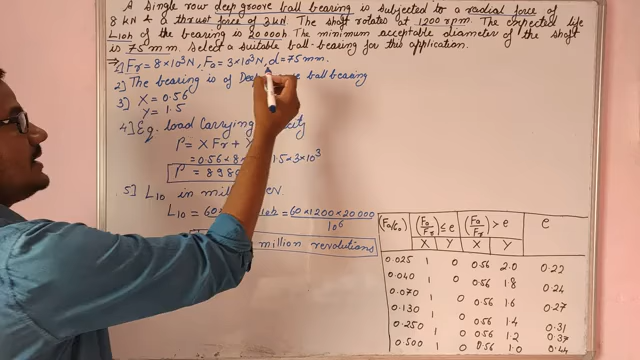 A single row deep groove ball bearing is subjected to a radial force of
8 kN & a thrust force of 3kN. The shaft rotates at 1200 rpm. The expected life
L10h of the bearing is 20000h. The minimum acceptable diameter of the shaft
is 75mm. Select a suitable ball-bearing for this application.
⇒
1] Fr = 8×10³N, Fa = 3×10³N, d = 75mm.
2] The bearing is of Deep ball bearing
3] X = 0.56
Y = 1.5
4] Eq. Load Carrying
P = X Fr +
= 0.56×8 1.5×3×10³
P = 898
5] L10 in million
L10 = 60 10h = 60×1200×20000
10⁶
million revolutions
(Fa/Co) (Fa/Fr) ≤ e (Fa/Fr) > e e
X Y X Y
0.025 1 0 0.56 2.0 0.22
0.040 1 0 0.56 1.8 0.24
0.070 1 0 0.56 1.6 0.27
0.130 1 0 0.56 1.4 0.31
0.250 1 0 0.56 1.2 0.37
0.500 1 0 0.56 1.0 0.44